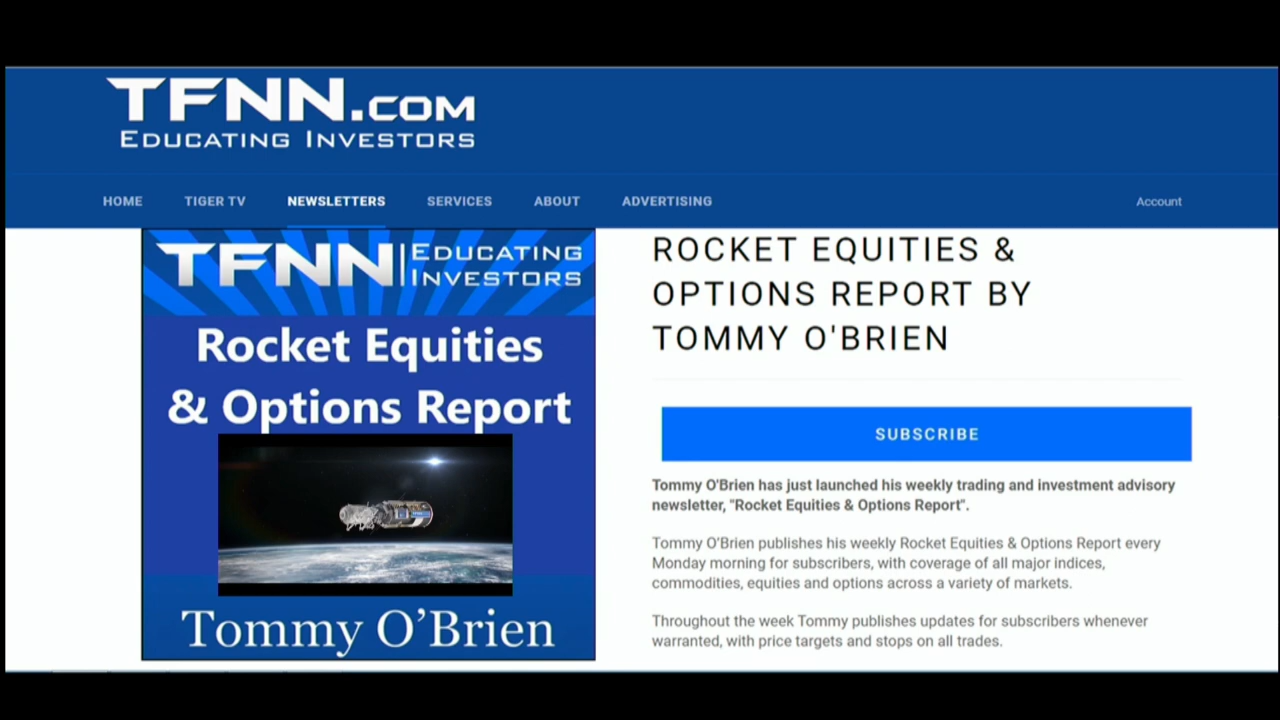 TFNN.COM
EDUCATING INVESTORS
HOME TIGER TV NEWSLETTERS SERVICES ABOUT ADVERTISING Account
TFNN EDUCATING
INVESTORS
Rocket Equities
& Options Report
Tommy O’Brien
ROCKET EQUITIES &
OPTIONS REPORT BY
TOMMY O'BRIEN
SUBSCRIBE
Tommy O'Brien has just launched his weekly trading and investment advisory
newsletter, "Rocket Equities & Options Report".
Tommy O'Brien publishes his weekly Rocket Equities & Options Report every
Monday morning for subscribers, with coverage of all major indices,
commodities, equities and options across a variety of markets.
Throughout the week Tommy publishes updates for subscribers whenever
warranted, with price targets and stops on all trades.